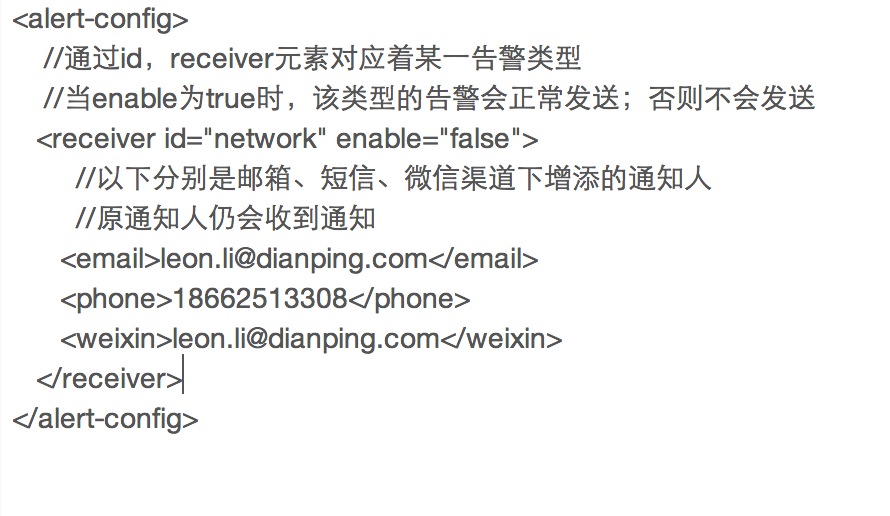 <alert-config>
//通过id，receiver元素对应着某一告警类型
//当enable为true时，该类型的告警会正常发送；否则不会发送
<receiver id="network" enable="false">
//以下分别是邮箱、短信、微信渠道下增添的通知人
//原通知人仍会收到通知
<email>leon.li@dianping.com</email>
<phone>18662513308</phone>
<weixin>leon.li@dianping.com</weixin>
</receiver>
</alert-config>